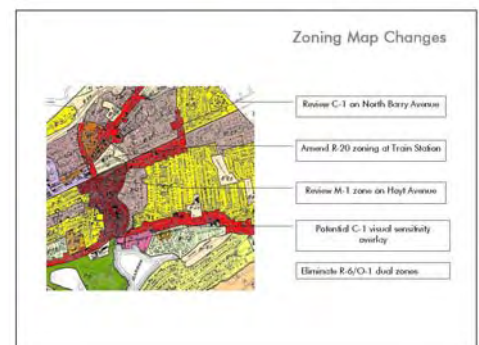 Zoning Map Changes
Review C-1 on North Barry Avenue
Amend R-20 zoning at Train Station
Review M-1 zone on Hoyt Avenue
Potential C-1 visual sensitivity
overlay
Eliminate R-6/O-1 dual zones